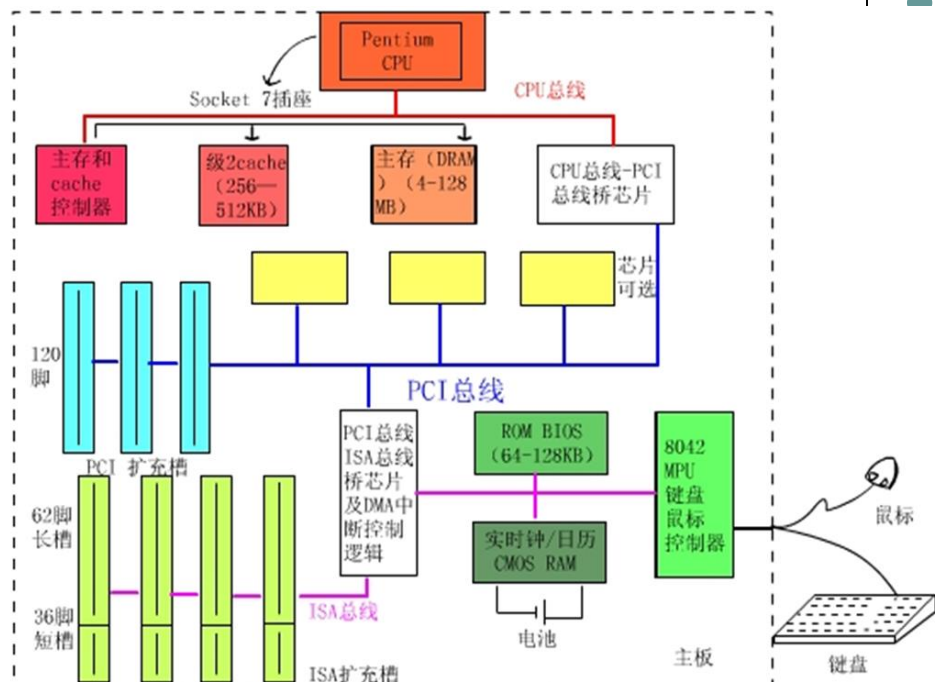 Pentium
CPU
Socket 7插座
CPU总线
主存和
cache
控制器
级2cache
(256—
512KB)
主存（DRAM
）（4-128
MB)
CPU总线-PCI
总线桥芯片
芯片
可选
120
脚
PCI总线
PCI 扩充槽
PCI总线
ISA总线
桥芯片
及DMA中
断控制
逻辑
ROM BIOS
(64-128KB)
8042
MPU
键盘
鼠标
控制器
鼠标
62脚
长槽
实时钟/日历
CMOS RAM
ISA总线
36脚
短槽
电池
主板
键盘
ISA扩充槽